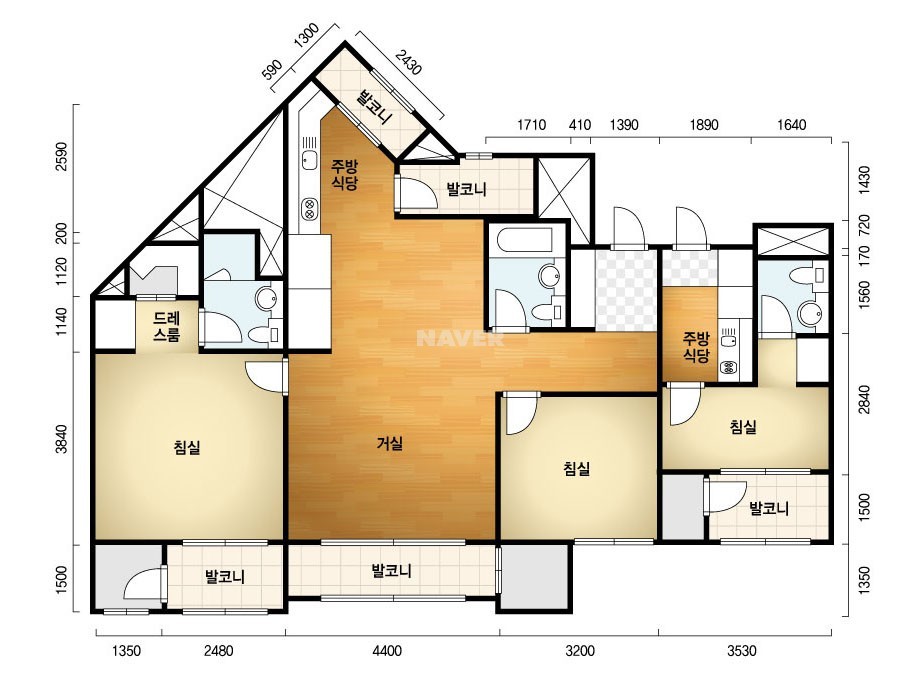 1300
590
2430
발코니
1710
410
1390
1890
1640
2590
주방
식당
발코니
1430
200
720
170
1120
1560
1140
드레
스룸
NAVER
주방
식당
2840
3840
침실
거실
침실
침실
발코니
1500
1500
발코니
발코니
1350
1350
2480
4400
3200
3530